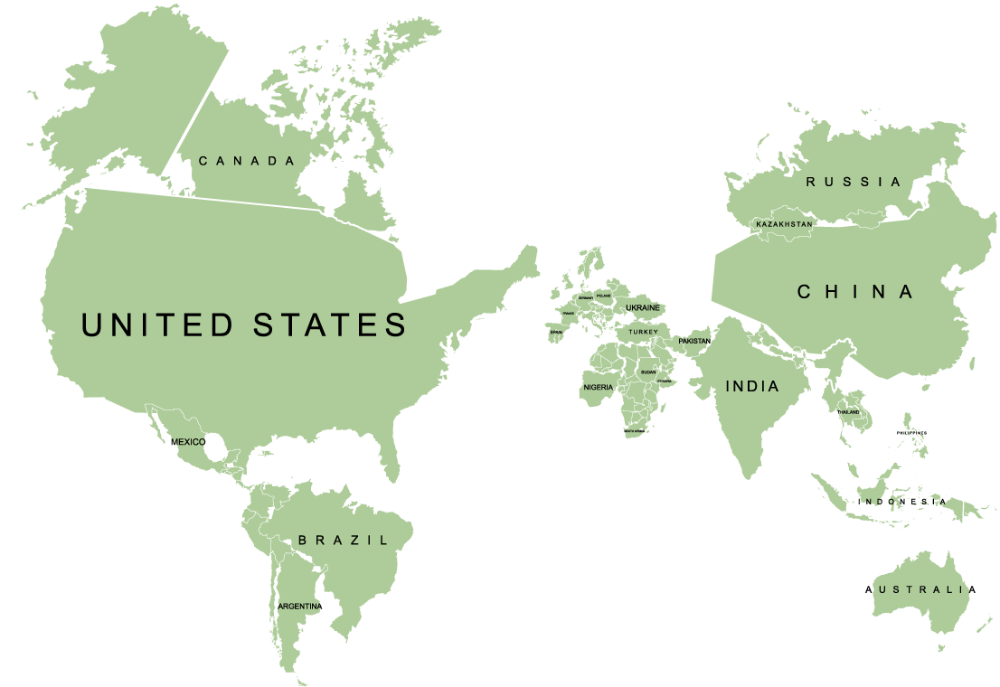 CANADA
RUSSIA
KAZAKHSTAN
CHINA
UNITED STATES
GERMANY
POLAND
UKRAINE
FRANCE
SPAIN
TURKEY
PAKISTAN
SUDAN
ETHIOPIA
NIGERIA
INDIA
THAILAND
SOUTH AFRICA
PHILIPPINES
MEXICO
INDONESIA
BRAZIL
AUSTRALIA
ARGENTINA